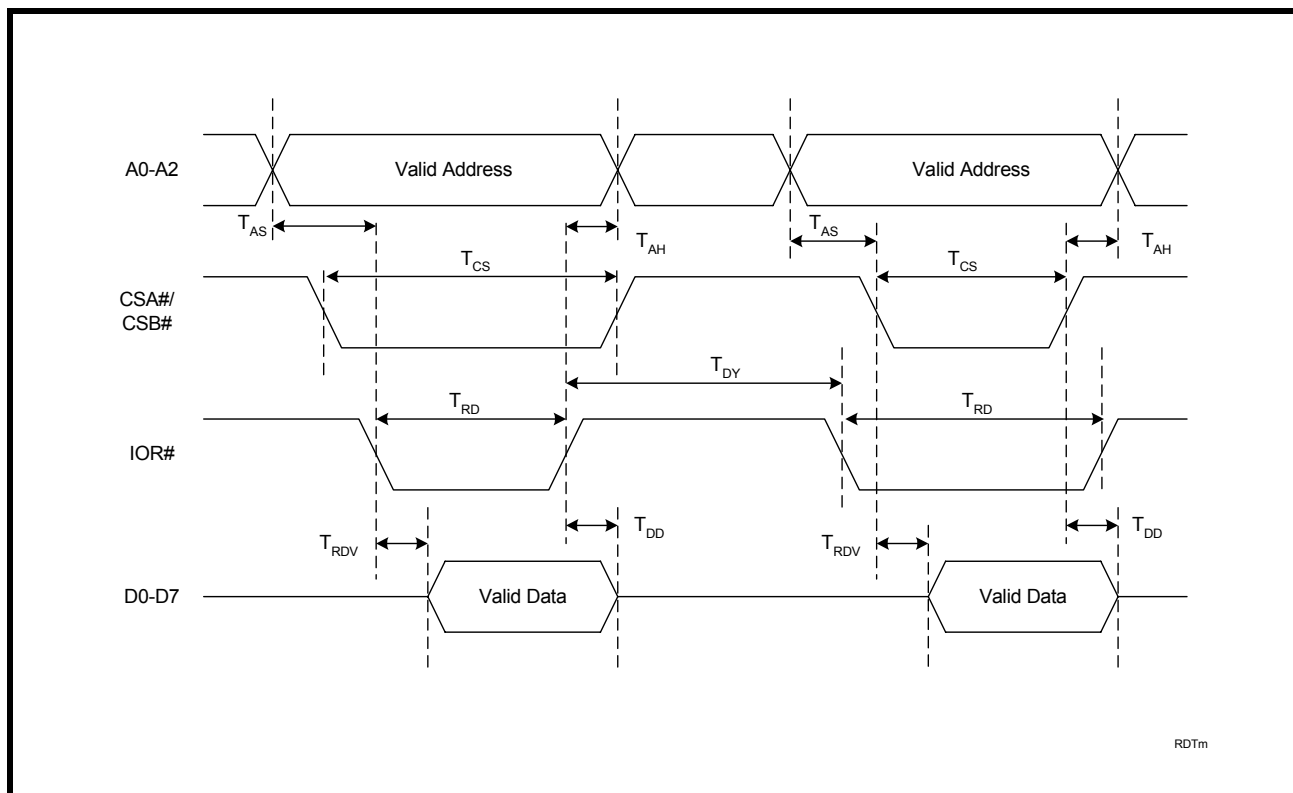 A0-A2
Valid Address
Valid Address
TAS
TAH
TAS
TAH
CSA#/
CSB#
TCS
TCS
TDY
IOR#
TRD
TRD
TRDV
TDD
TRDV
TDD
D0-D7
Valid Data
Valid Data
RDTm